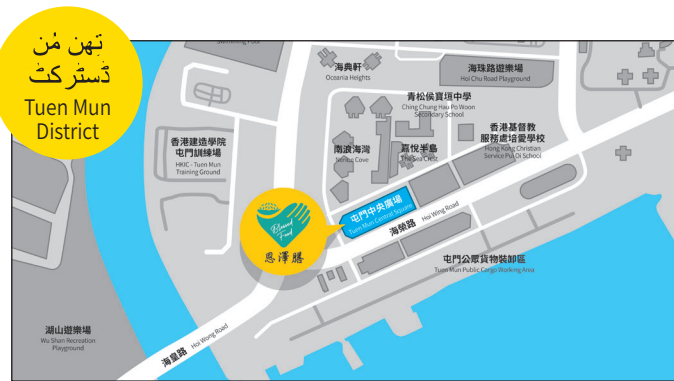 تِھن مُن
ڈسٹرکٹ
Tuen Mun
District
Swimming Pool
海典軒
Oceania Heights
海珠路遊樂場
Hoi Chu Road Playground
青松侯寶垣中學
Ching Chung Hau Po Woon
Secondary School
香港建造學院
屯門訓練場
HKIC - Tuen Mun
Training Ground
南浪海灣
Nerine Cove
嘉悅半島
The Sea Crest
香港基督教
服務處培愛學校
Hong Kong Christian
Service Pui Oi School
屯門中央廣場
Tuen Mun Central Square
海榮路 Hoi Wing Road
Blessed
Food
恩澤膳
屯門公眾貨物裝卸區
Tuen Mun Public Cargo Working Area
湖山遊樂場
Wu Shan Recreation
Playground
海皇路 Hoi Wong Road